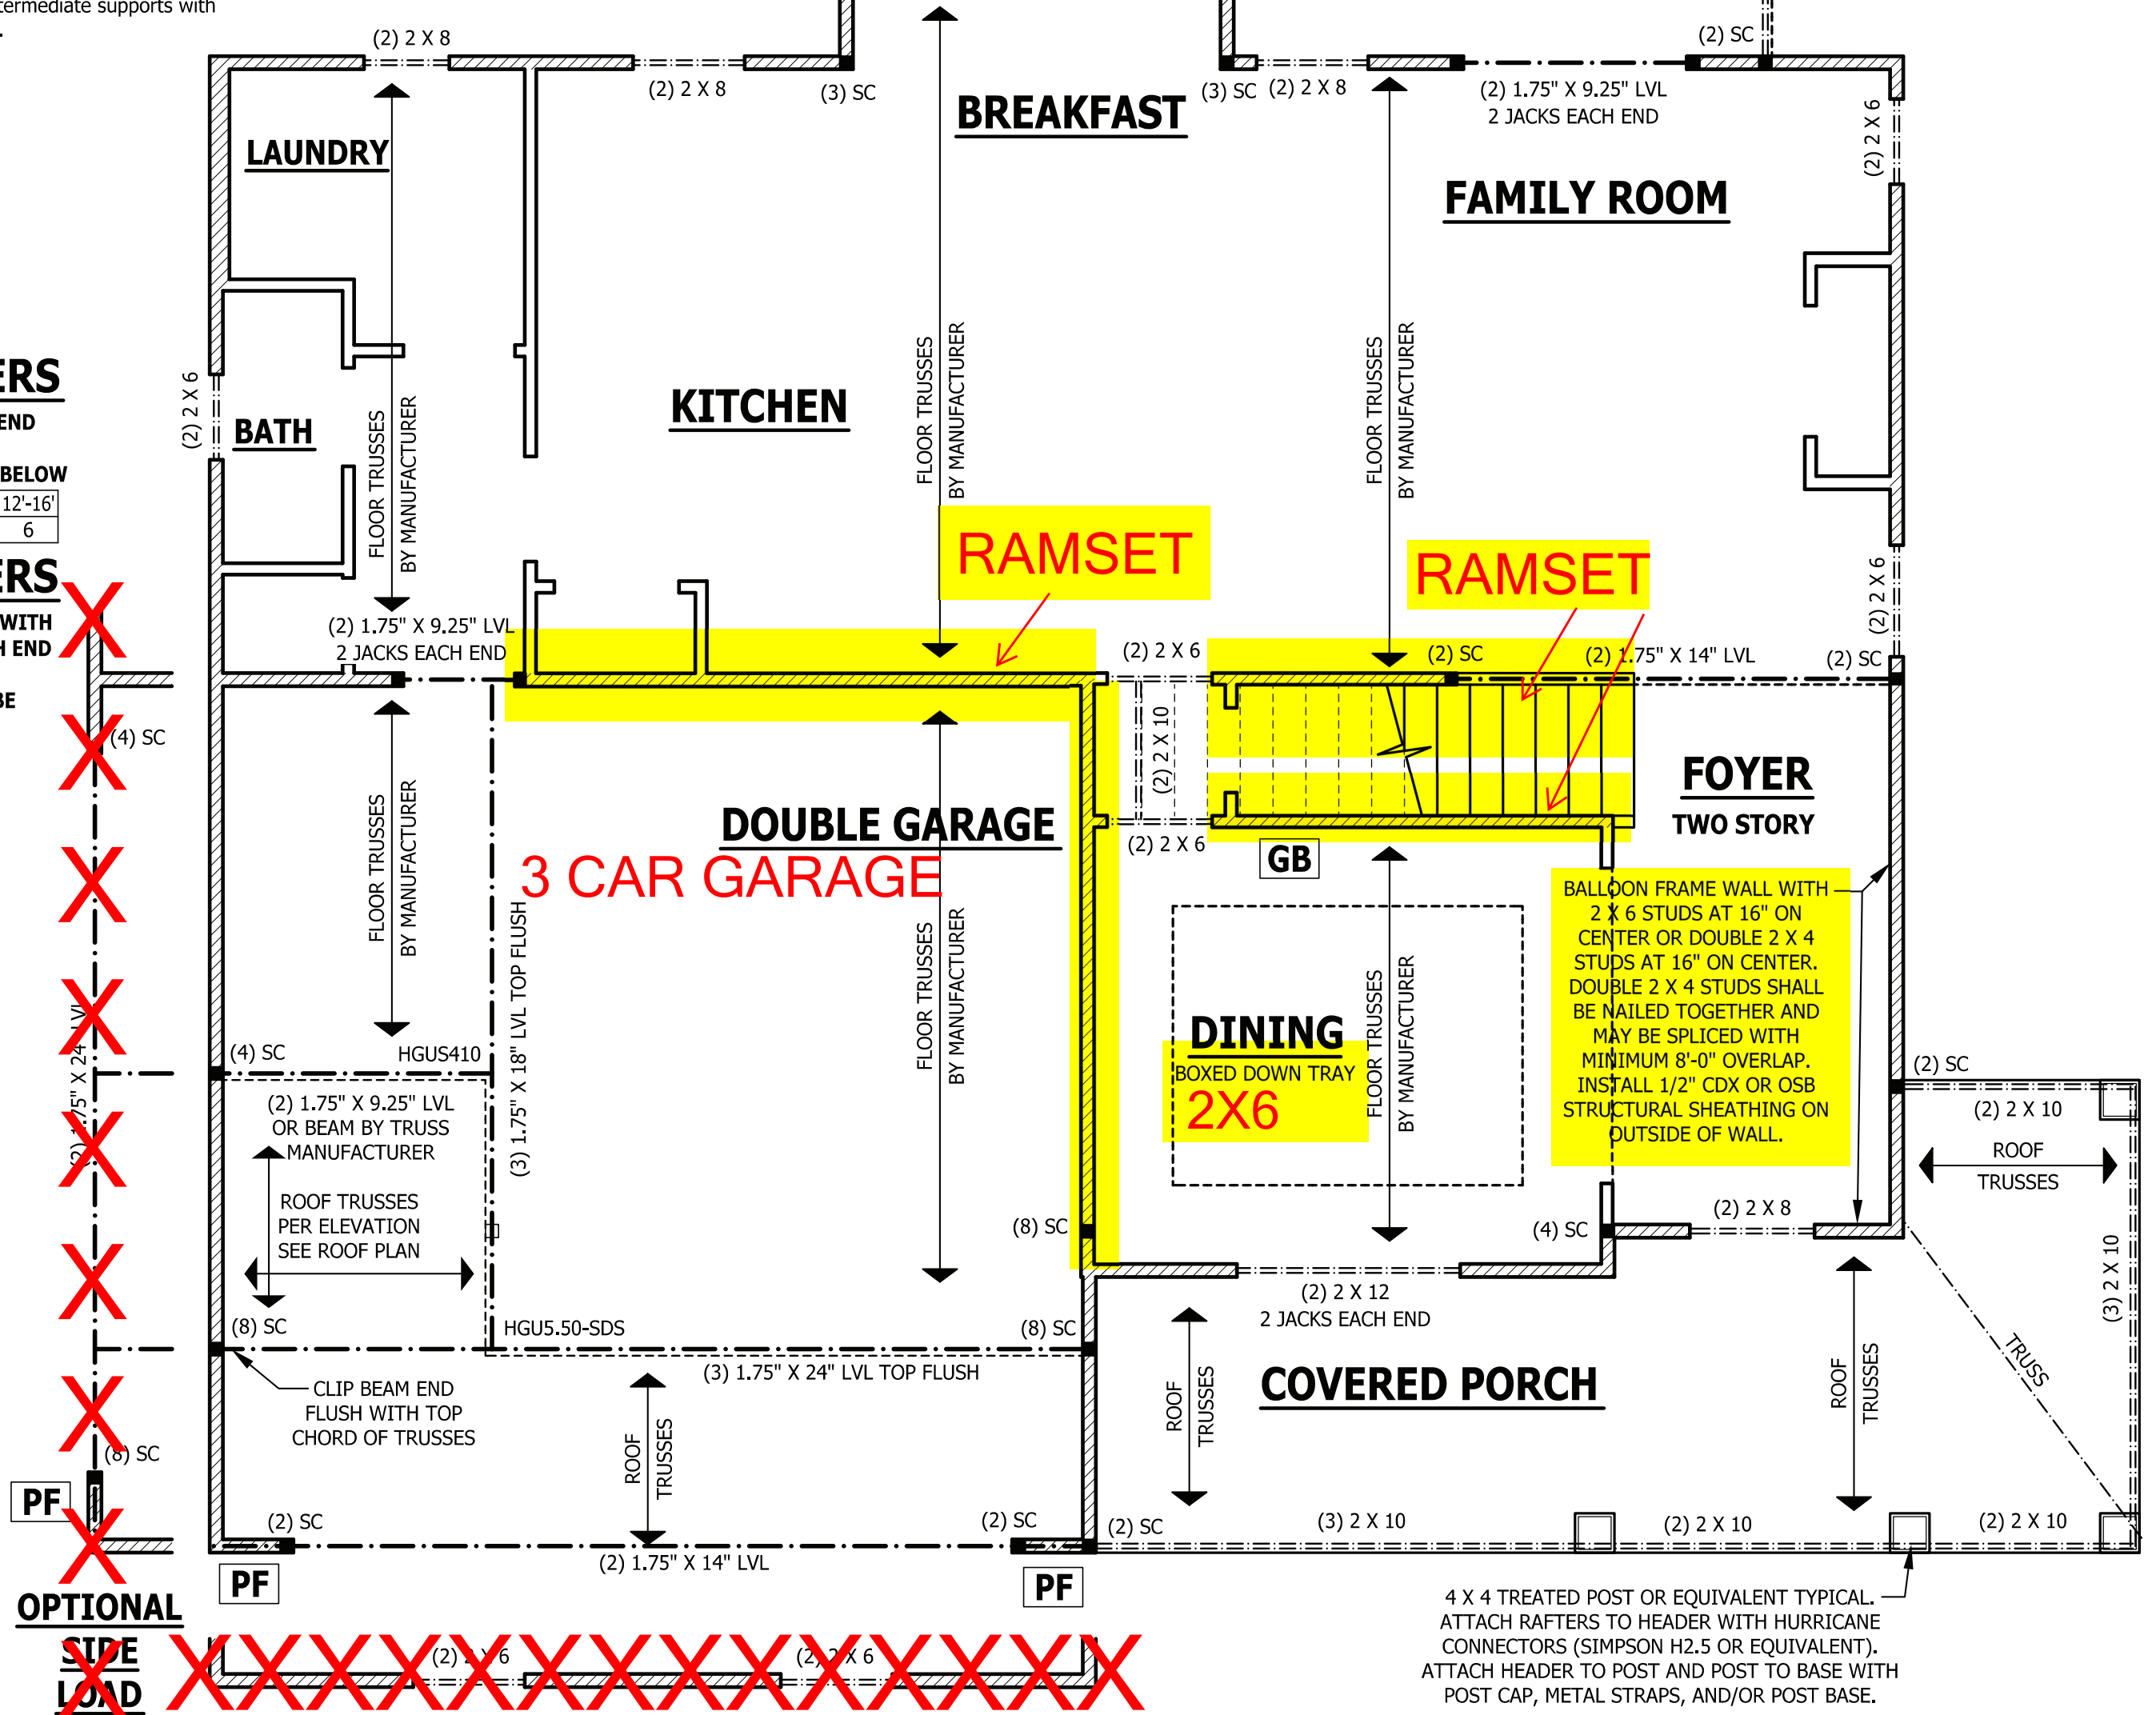 termediate supports with
(2) 2 X 8
(2) 2 X 8
(3) SC
(3) SC
(2) 2 X 8
(2) SC
(2) 1.75" X 9.25" LVL
2 JACKS EACH END
(2) 2 X 6
LAUNDRY
BREAKFAST
FAMILY ROOM
ERS
END
BELOW
12'-16'
6
ERS
WITH
H END
BE
(2) 2 X 6
BATH
KITCHEN
FLOOR TRUSSES
BY MANUFACTURER
FLOOR TRUSSES
BY MANUFACTURER
FLOOR TRUSSES
BY MANUFACTURER
RAMSET
RAMSET
(2) 2 X 6
(2) 1.75" X 9.25" LVL
2 JACKS EACH END
(2) 2 X 6
(2) SC
(2) 1.75" X 14" LVL
(2) SC
X
X
(4) SC
X
X
X
X
X
X
(2) 1.75" X 24" LVL
(8) SC
PF
OPTIONAL
SIDE
LOAD
X
FLOOR TRUSSES
BY MANUFACTURER
DOUBLE GARAGE
3 CAR GARAGE
FLOOR TRUSSES
BY MANUFACTURER
(3) 1.75" X 18" LVL TOP FLUSH
(2) 2 X 10
(2) 2 X 6
GB
FOYER
TWO STORY
BALLOON FRAME WALL WITH
2 X 6 STUDS AT 16" ON
CENTER OR DOUBLE 2 X 4
STUDS AT 16" ON CENTER.
DOUBLE 2 X 4 STUDS SHALL
BE NAILED TOGETHER AND
MAY BE SPLICED WITH
MINIMUM 8'-0" OVERLAP.
INSTALL 1/2" CDX OR OSB
STRUCTURAL SHEATHING ON
OUTSIDE OF WALL.
DINING
BOXED DOWN TRAY
2X6
FLOOR TRUSSES
BY MANUFACTURER
(4) SC
HGUS410
(2) 1.75" X 9.25" LVL
OR BEAM BY TRUSS
MANUFACTURER
ROOF TRUSSES
PER ELEVATION
SEE ROOF PLAN
(8) SC
(4) SC
(2) 2 X 8
(2) SC
(2) 2 X 10
ROOF
TRUSSES
(3) 2 X 10
TRUSS
(8) SC
HGU5.50-SDS
(8) SC
(3) 1.75" X 24" LVL TOP FLUSH
(2) 2 X 12
2 JACKS EACH END
CLIP BEAM END
FLUSH WITH TOP
CHORD OF TRUSSES
ROOF
TRUSSES
ROOF
TRUSSES
COVERED PORCH
ROOF
TRUSSES
(2) SC
(2) SC
(2) SC
(3) 2 X 10
(2) 2 X 10
(2) 2 X 10
(2) 1.75" X 14" LVL
PF
PF
4 X 4 TREATED POST OR EQUIVALENT TYPICAL.
ATTACH RAFTERS TO HEADER WITH HURRICANE
CONNECTORS (SIMPSON H2.5 OR EQUIVALENT).
ATTACH HEADER TO POST AND POST TO BASE WITH
POST CAP, METAL STRAPS, AND/OR POST BASE.
(2) 2 X 6
(2) 2 X 6
XXXXXXXXXXXXXX